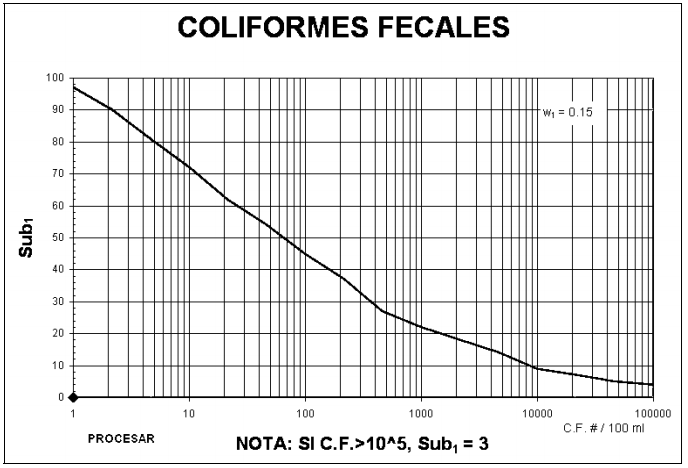 COLIFORMES FECALES
100
90
w₁ = 0.15
80
70
60
Sub₁
50
40
30
20
10
0
1 10 100 1000 10000 100000
C.F. # / 100 ml
PROCESAR
NOTA: SI C.F.>10^5, Sub₁ = 3